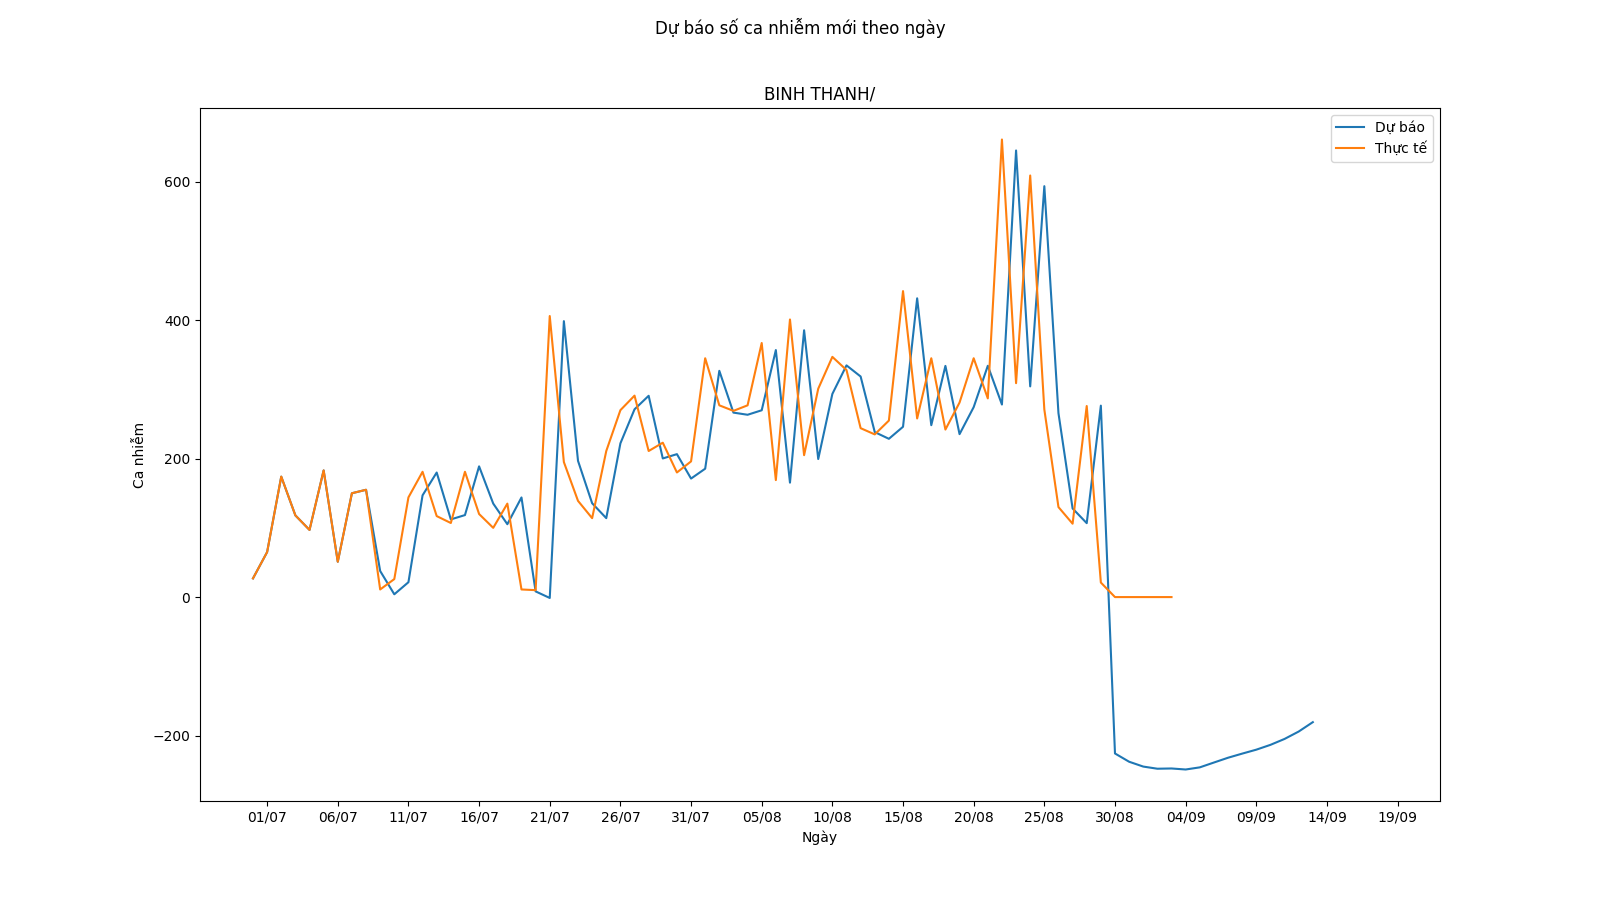 Dự báo số ca nhiễm mới theo ngày
BINH THANH/
Dự báo
Thực tế
600
400
200
0
−200
Ca nhiễm
01/07 06/07 11/07 16/07 21/07 26/07 31/07 05/08 10/08 15/08 20/08 25/08 30/08 04/09 09/09 14/09 19/09
Ngày